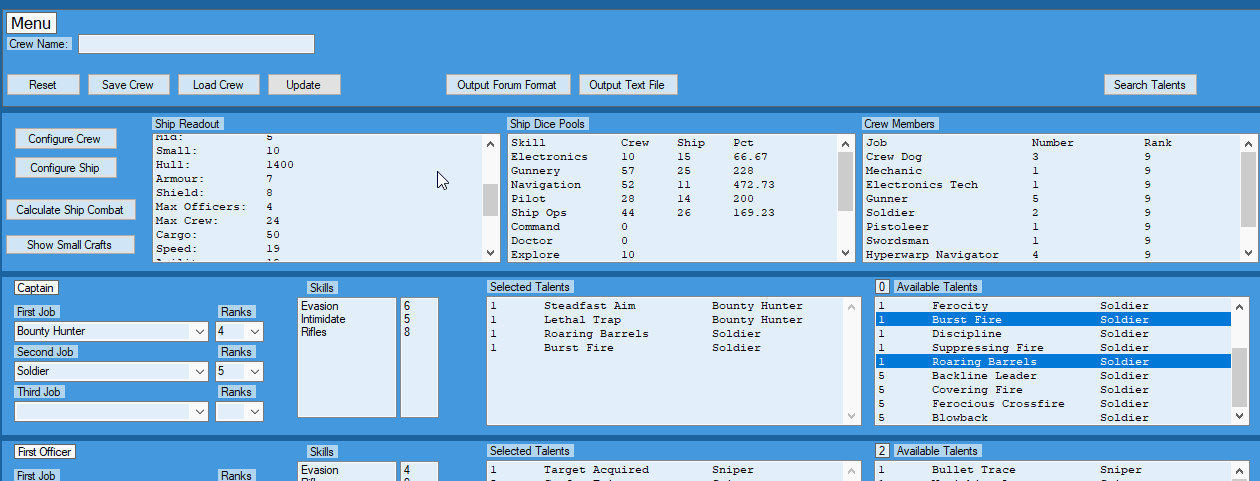 Menu
Crew Name:
Reset Save Crew Load Crew Update Output Forum Format Output Text File Search Talents
Configure Crew
Configure Ship
Calculate Ship Combat
Show Small Crafts
Ship Readout
Mid: 5
Small: 10
Hull: 1400
Armour: 7
Shield: 8
Max Officers: 4
Max Crew: 24
Cargo: 50
Speed: 19
Ship Dice Pools
Skill Crew Ship Pct
Electronics 10 15 66.67
Gunnery 57 25 228
Navigation 52 11 472.73
Pilot 28 14 200
Ship Ops 44 26 169.23
Command 0
Doctor 0
Explore 10
Crew Members
Job Number Rank
Crew Dog 3 9
Mechanic 1 9
Electronics Tech 1 9
Gunner 5 9
Soldier 2 9
Pistoleer 1 9
Swordsman 1 9
Hyperwarp Navigator 4 9
Captain
First Job Ranks
Bounty Hunter 4
Second Job Ranks
Soldier 5
Third Job Ranks
Skills
Evasion 6
Intimidate 5
Rifles 8
Selected Talents
1 Steadfast Aim Bounty Hunter
1 Lethal Trap Bounty Hunter
1 Roaring Barrels Soldier
1 Burst Fire Soldier
0 Available Talents
1 Ferocity Soldier
1 Burst Fire Soldier
1 Discipline Soldier
1 Suppressing Fire Soldier
1 Roaring Barrels Soldier
5 Backline Leader Soldier
5 Covering Fire Soldier
5 Ferocious Crossfire Soldier
5 Blowback Soldier
First Officer
First Job Ranks
Skills
Evasion 4
Selected Talents
1 Target Acquired Sniper
2 Available Talents
1 Bullet Trace Sniper